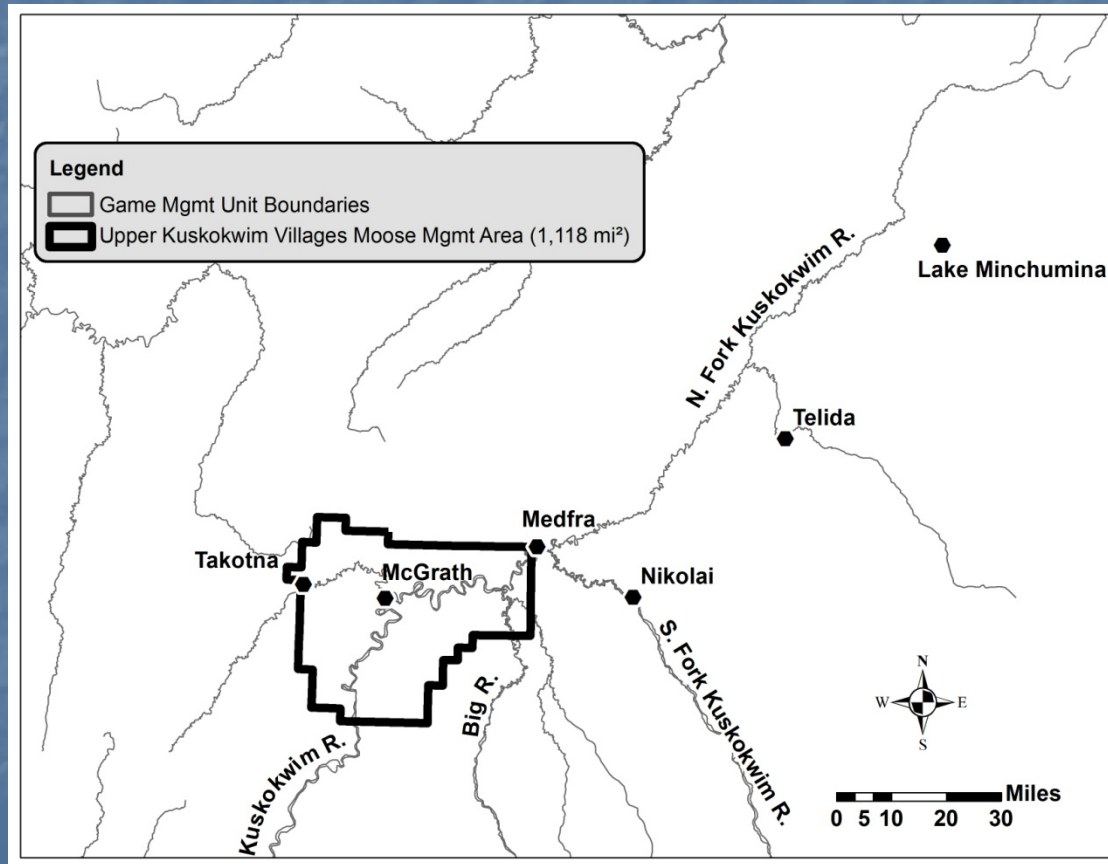 Legend
Game Mgmt Unit Boundaries
Upper Kuskokwim Villages Moose Mgmt Area (1,118 mi²)
N. Fork Kuskokwim R.
Lake Minchumina
Telida
Medfra
Takotna
McGrath
Nikolai
S. Fork Kuskokwim R.
Big R.
Kuskokwim R.
N
W E
S
Miles
0 5 10 20 30